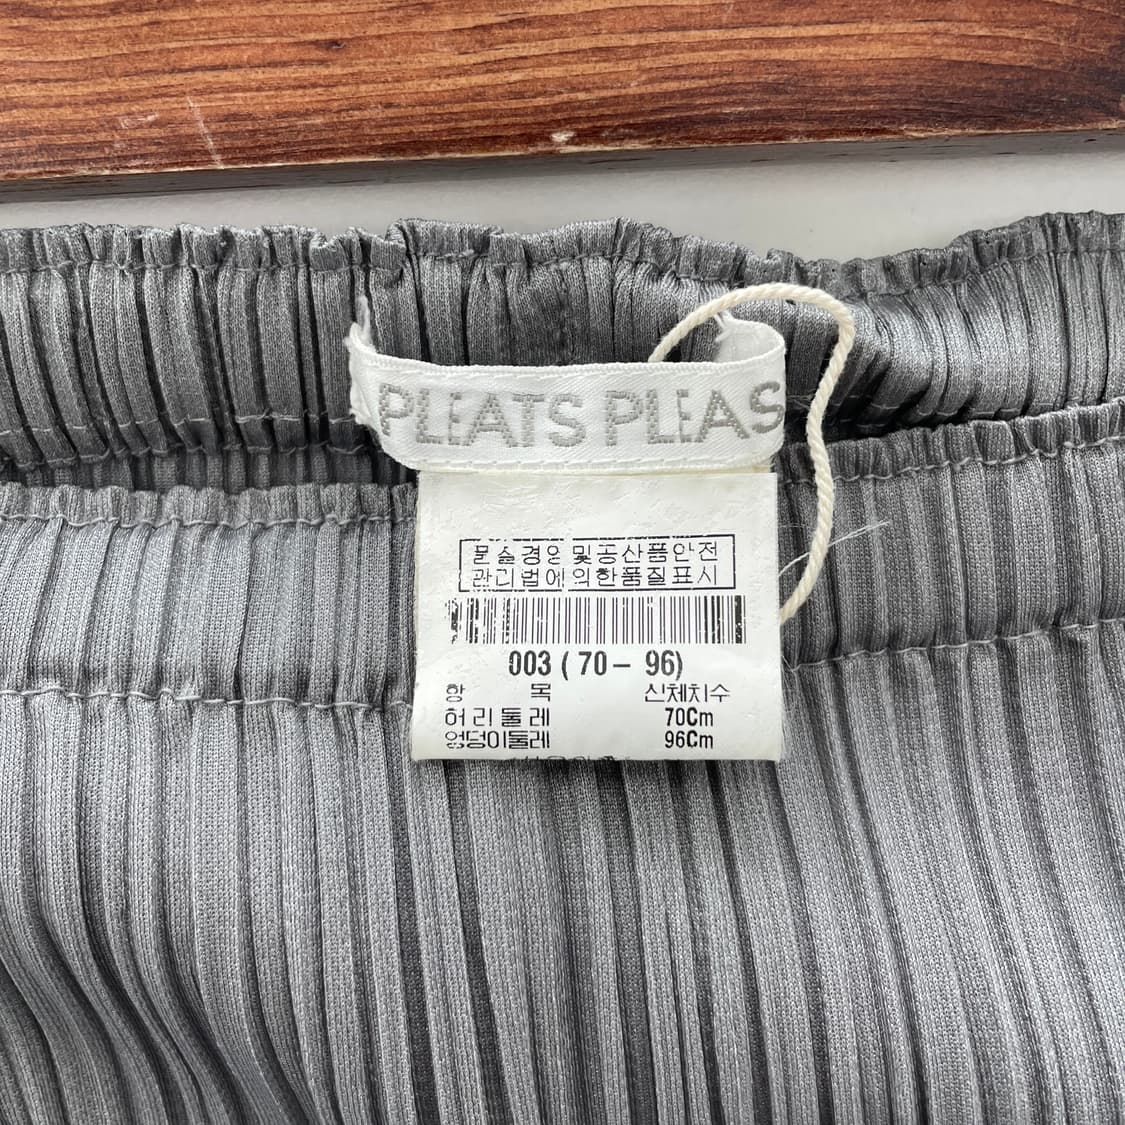 PLEATS PLEAS
품질경영및공산품안전
관리법에의한품질표시
003 (70 - 96)
항 목 신체치수
허리둘레 70Cm
엉덩이둘레 96Cm